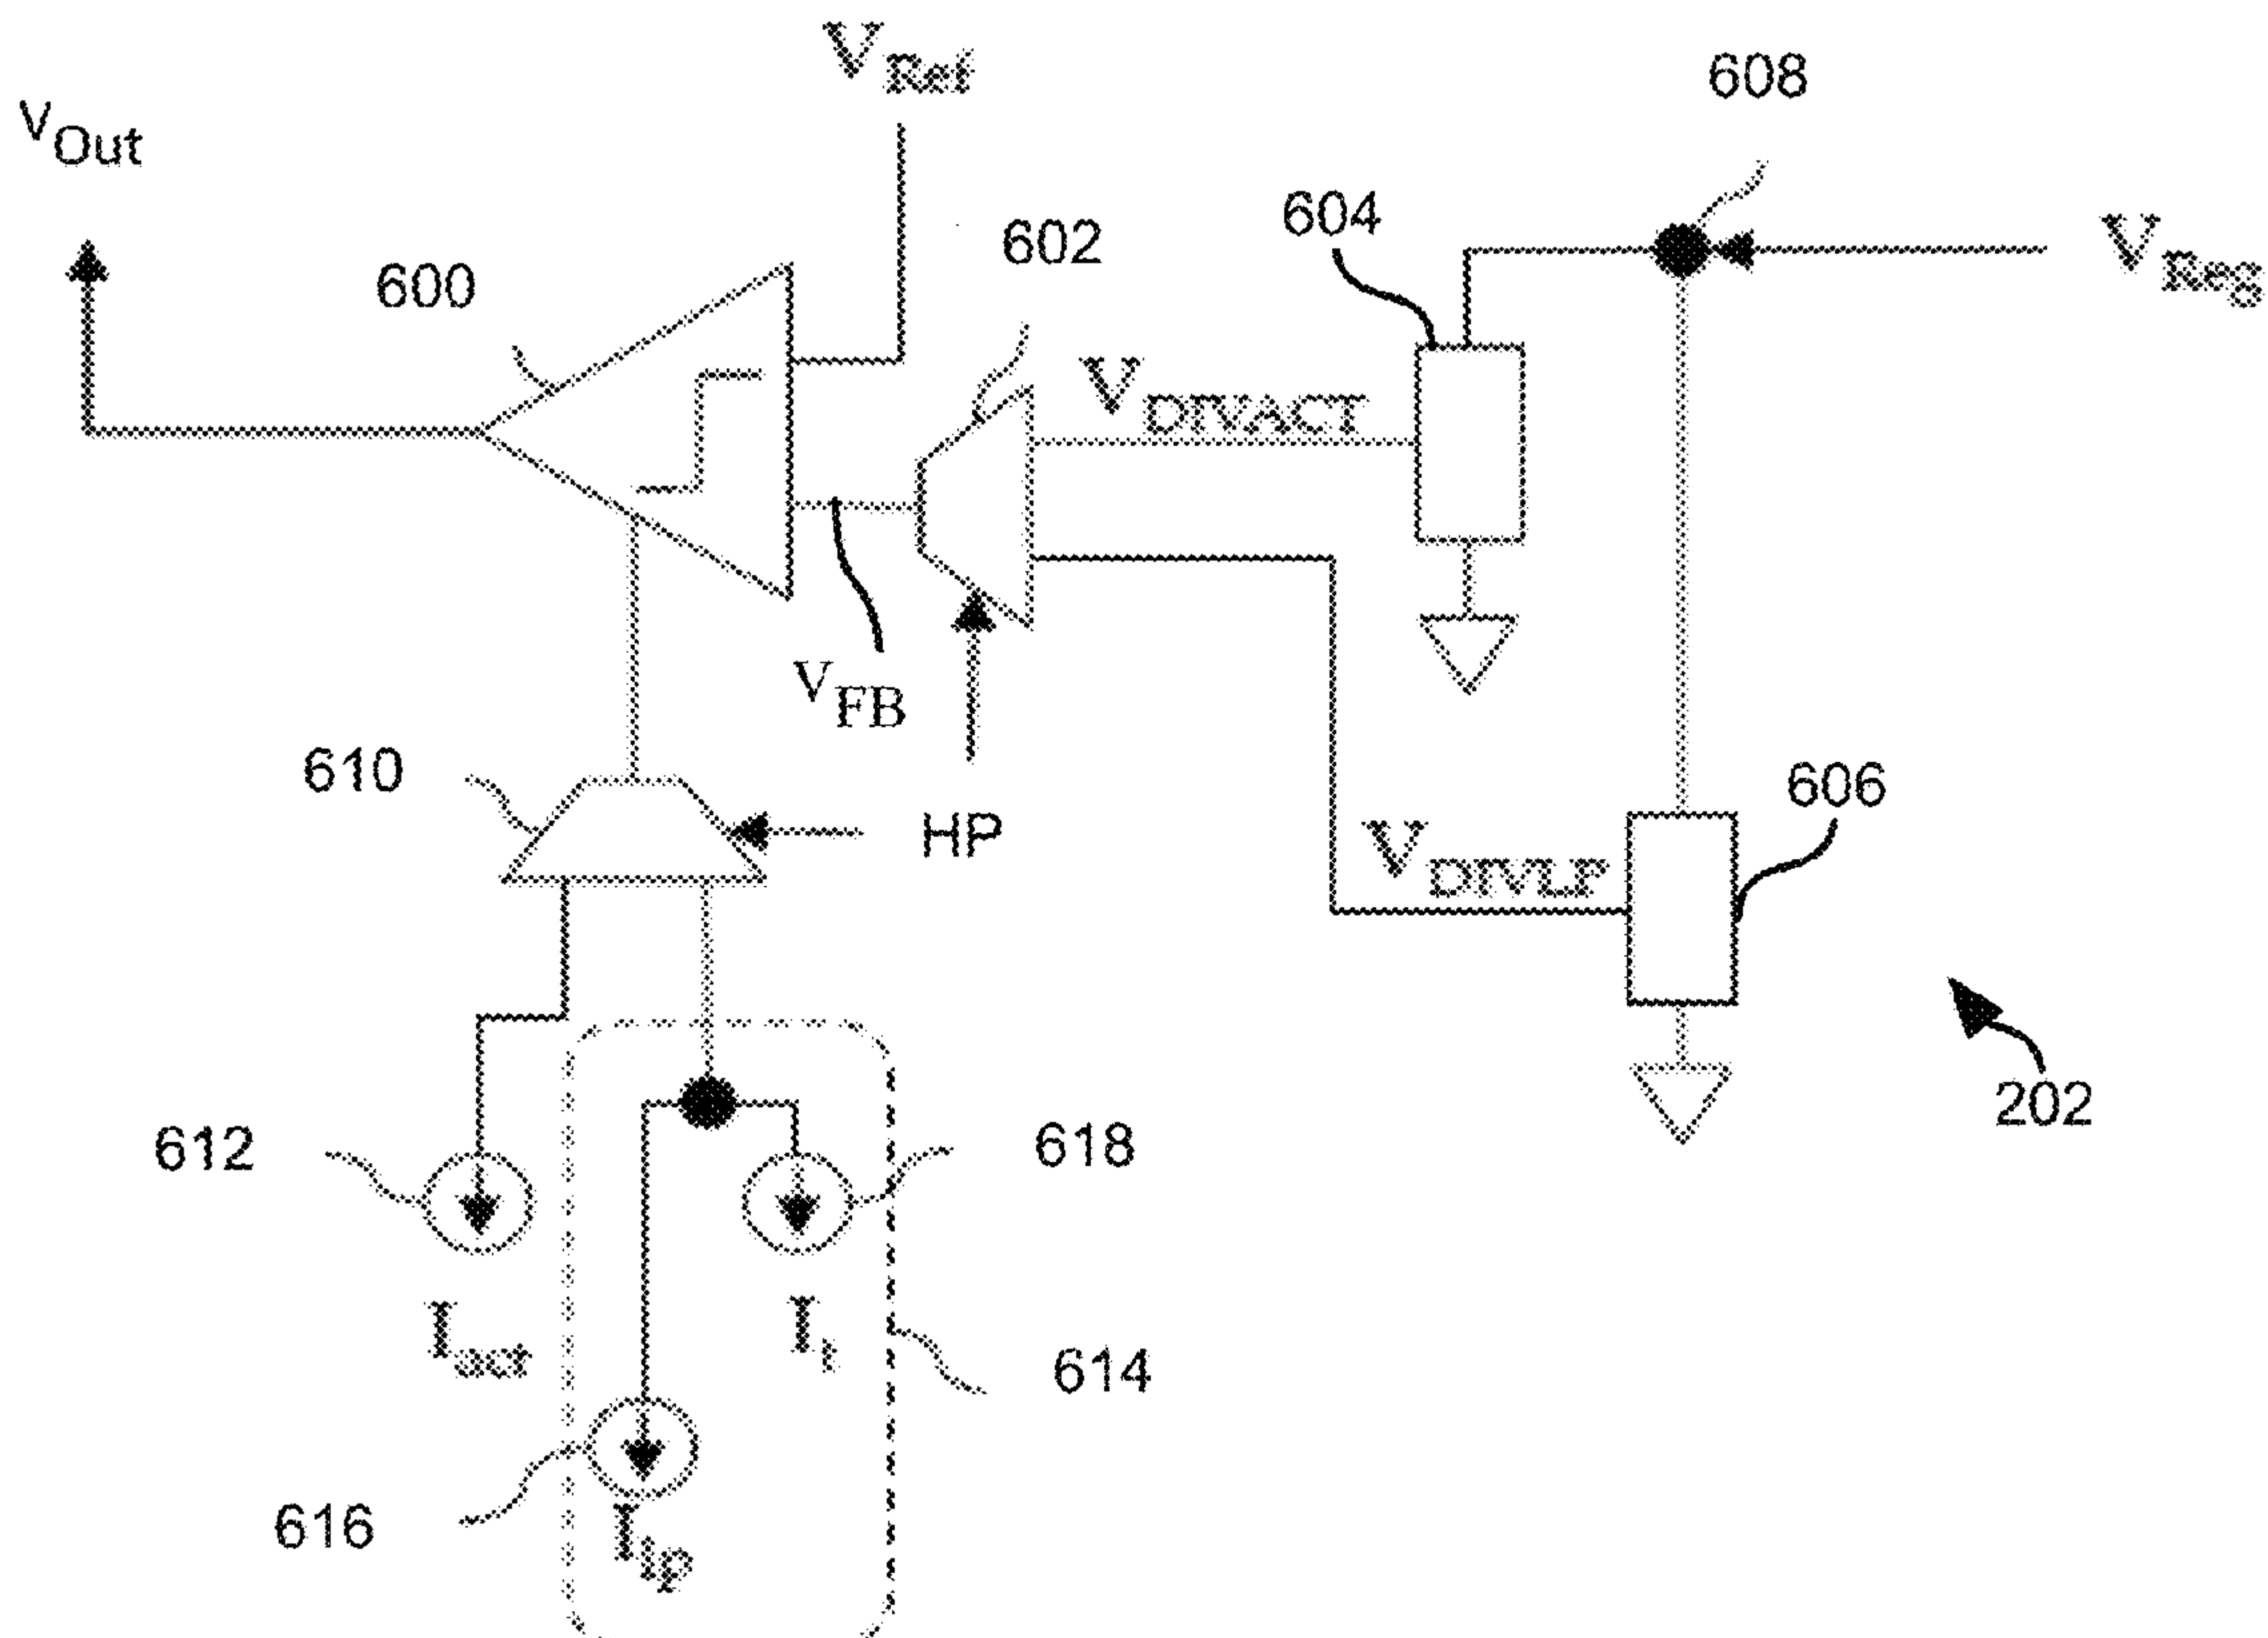 V_Ref
608
V_Out
604
602
V_Reg
600
V_DIVACT
V_FB
610
606
HP
V_DIVLP
202
612
618
I_act
I_t
614
616
I_lp